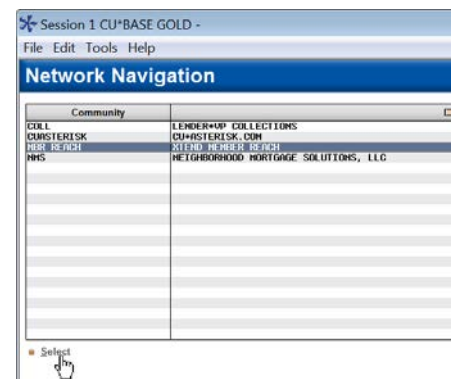 Session 1 CU*BASE GOLD -
File Edit Tools Help
Network Navigation
Community
COLL LENDER*VP COLLECTIONS
CUASTERISK CU*ASTERISK.COM
MBR REACH XTEND MEMBER REACH
NMS NEIGHBORHOOD MORTGAGE SOLUTIONS, LLC
Select